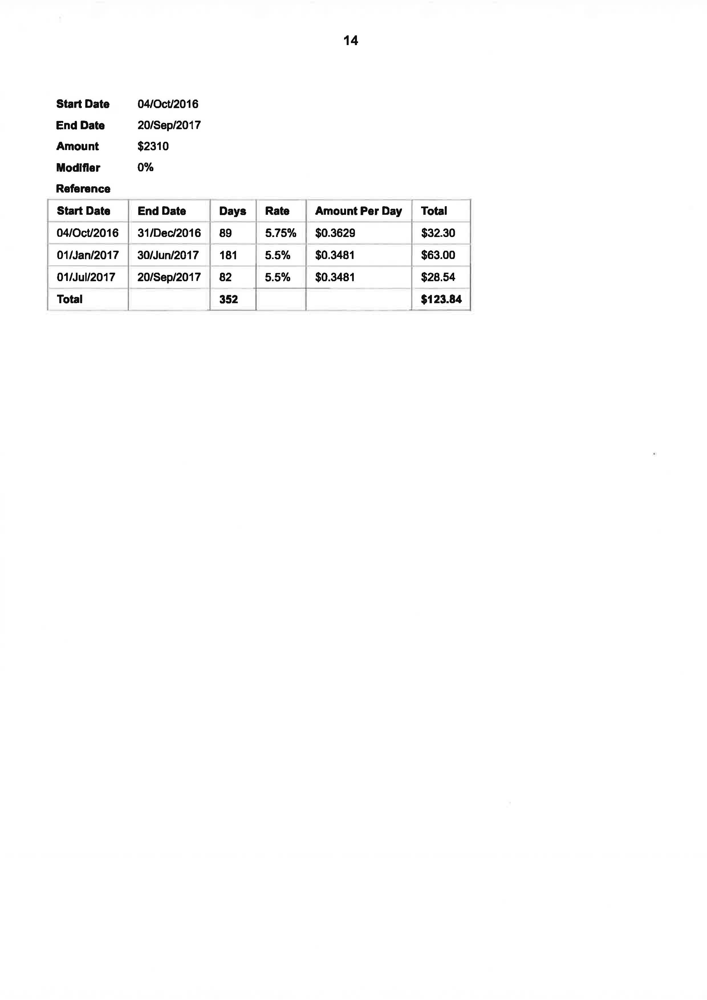 14
Start Date 04/Oct/2016
End Date 20/Sep/2017
Amount $2310
Modifier 0%
Reference
Start Date End Date Days Rate Amount Per Day Total
04/Oct/2016 31/Dec/2016 89 5.75% $0.3629 $32.30
01/Jan/2017 30/Jun/2017 181 5.5% $0.3481 $63.00
01/Jul/2017 20/Sep/2017 82 5.5% $0.3481 $28.54
Total 352 $123.84